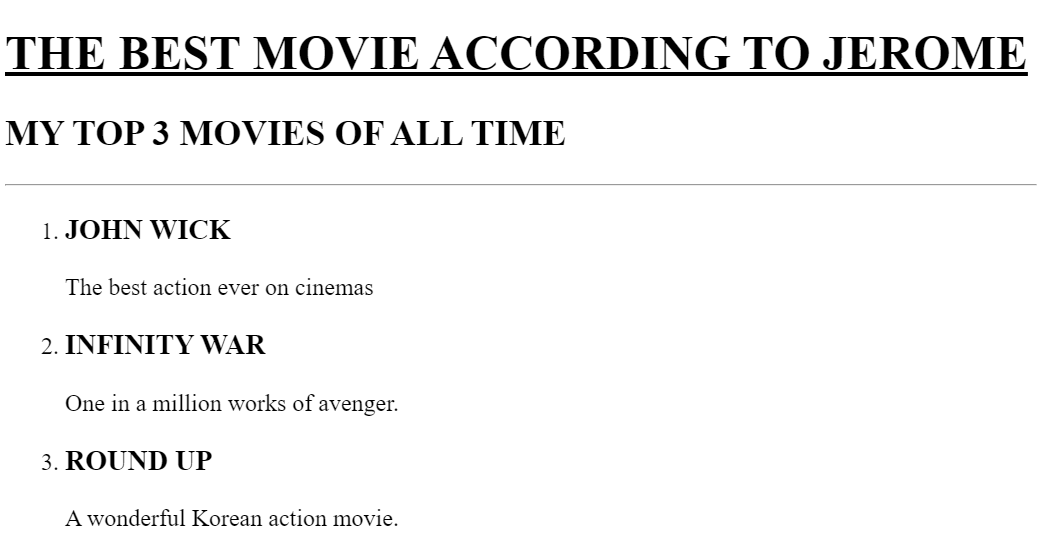 THE BEST MOVIE ACCORDING TO JEROME
MY TOP 3 MOVIES OF ALL TIME
1. JOHN WICK
The best action ever on cinemas
2. INFINITY WAR
One in a million works of avenger.
3. ROUND UP
A wonderful Korean action movie.